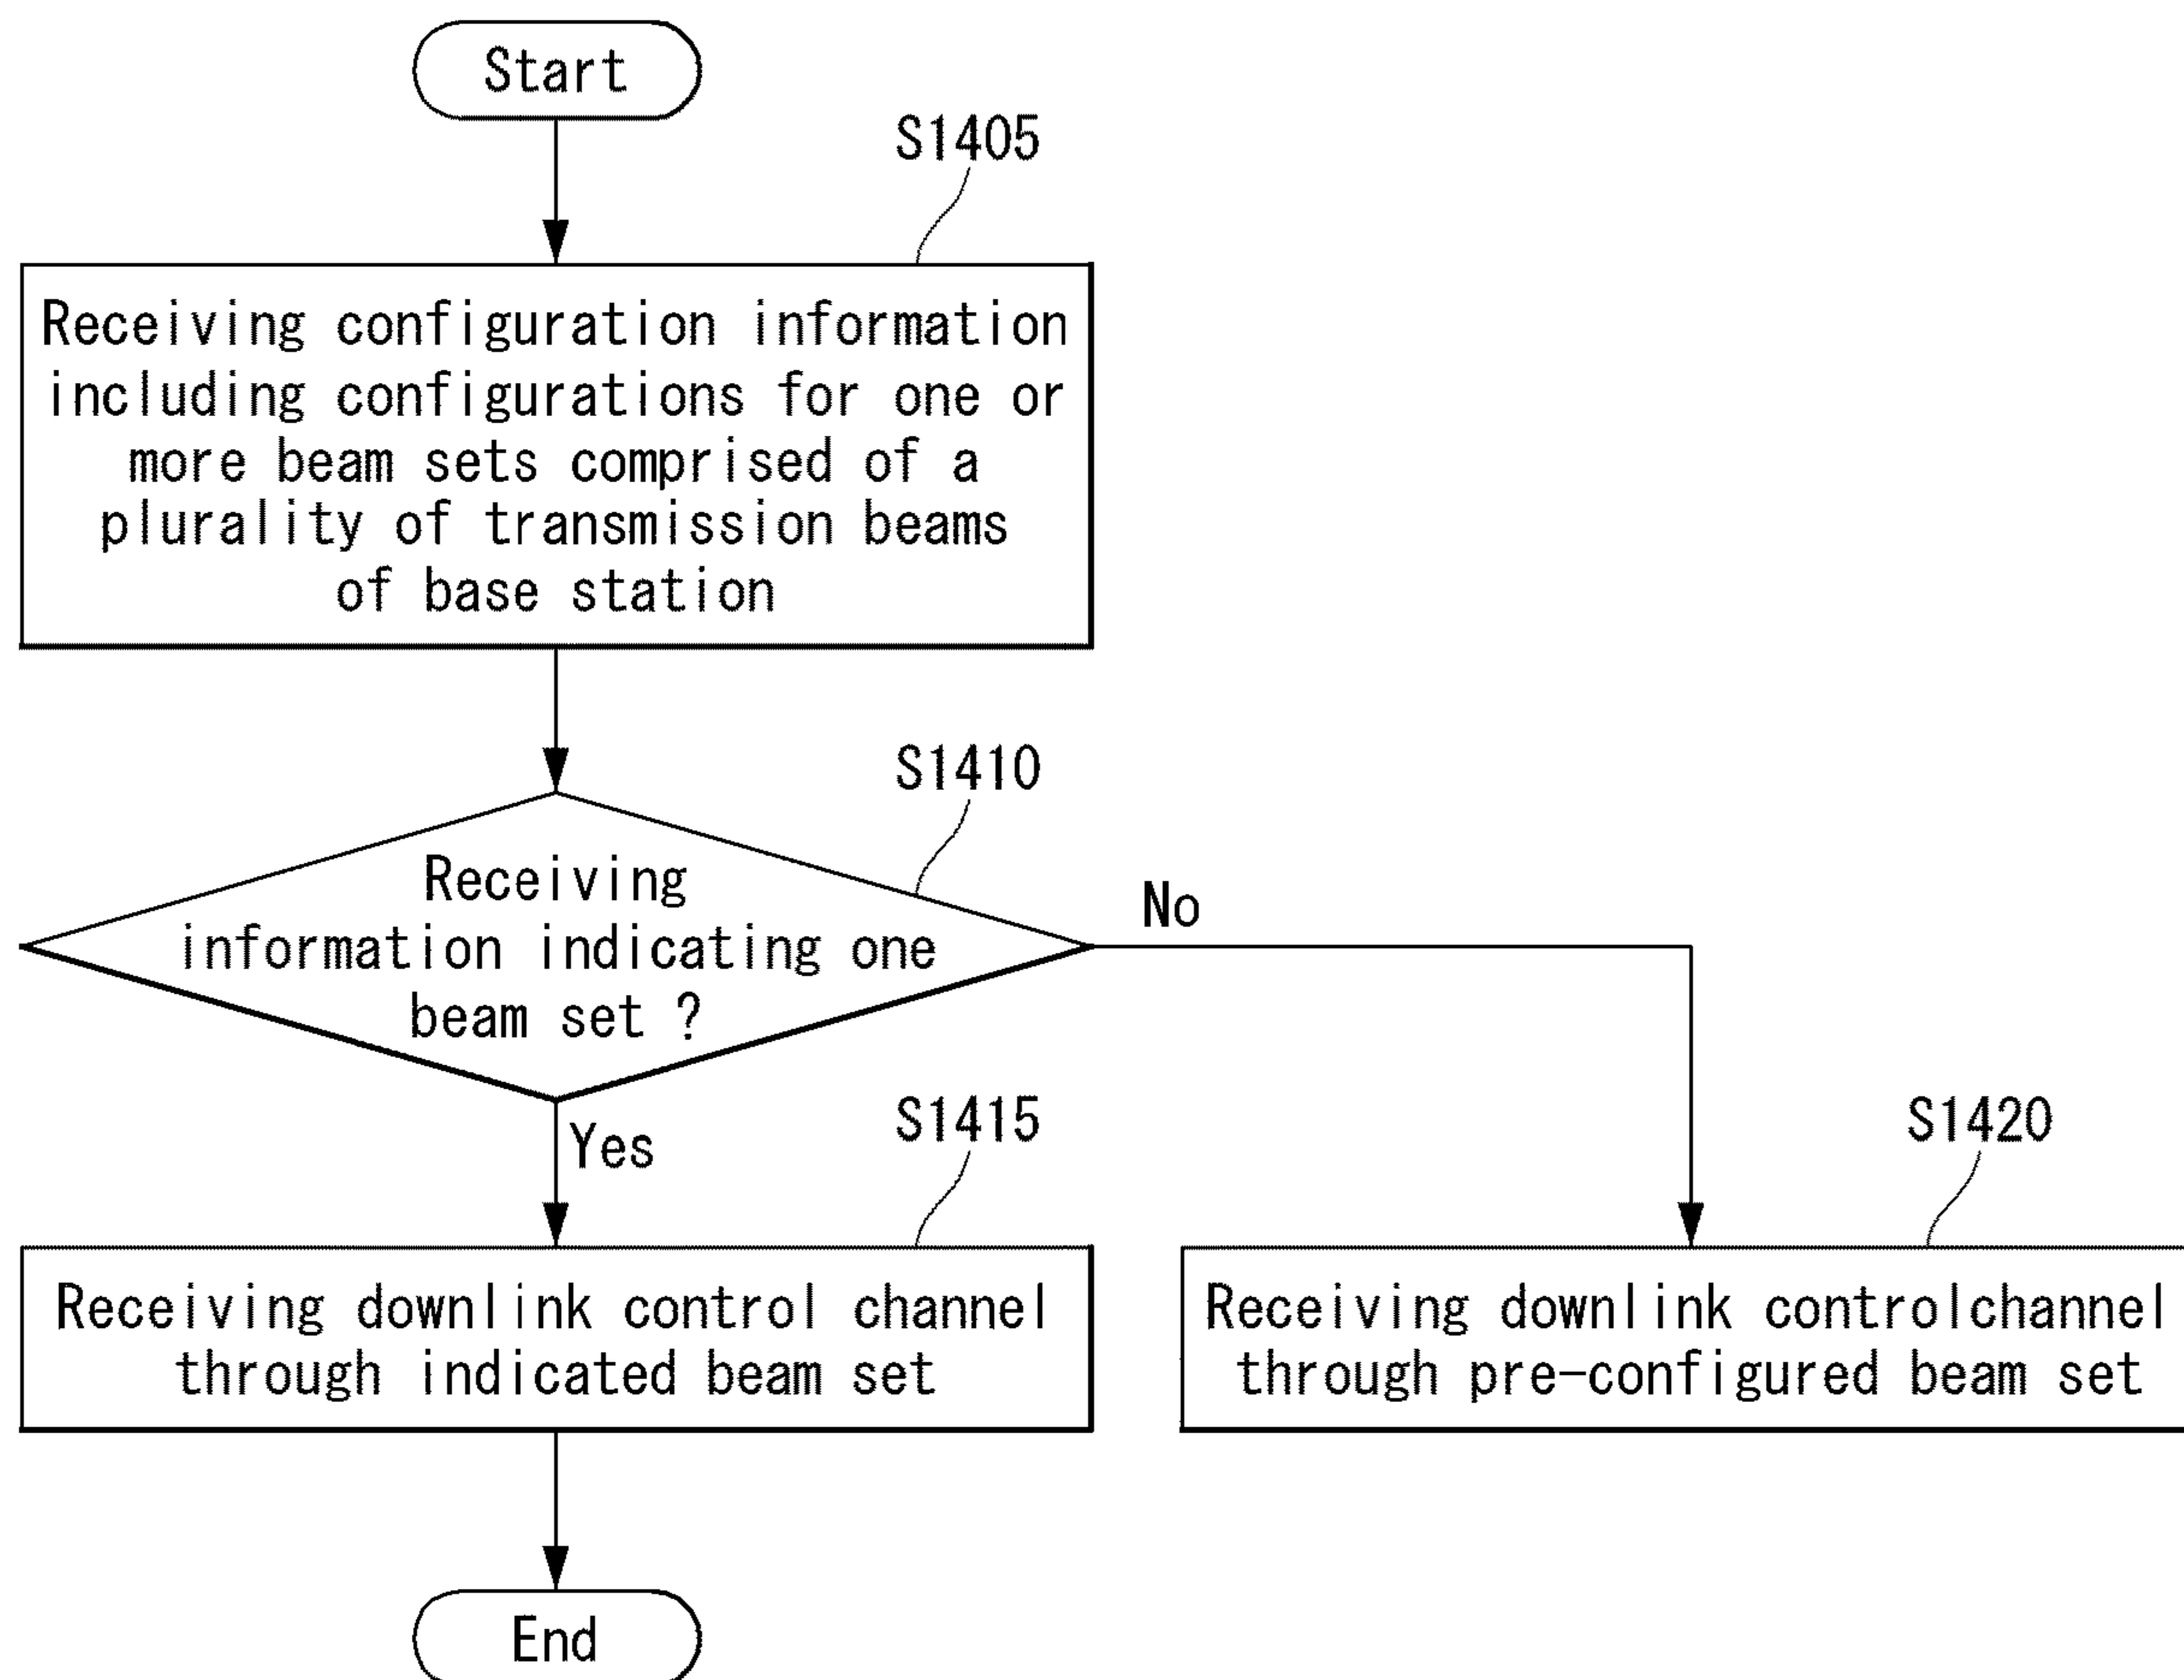 Start
S1405
Receiving configuration information
including configurations for one or
more beam sets comprised of a
plurality of transmission beams
of base station
S1410
Receiving
information indicating one
beam set ?
No
Yes
S1415
S1420
Receiving downlink control channel
through indicated beam set
Receiving downlink controlchannel
through pre-configured beam set
End